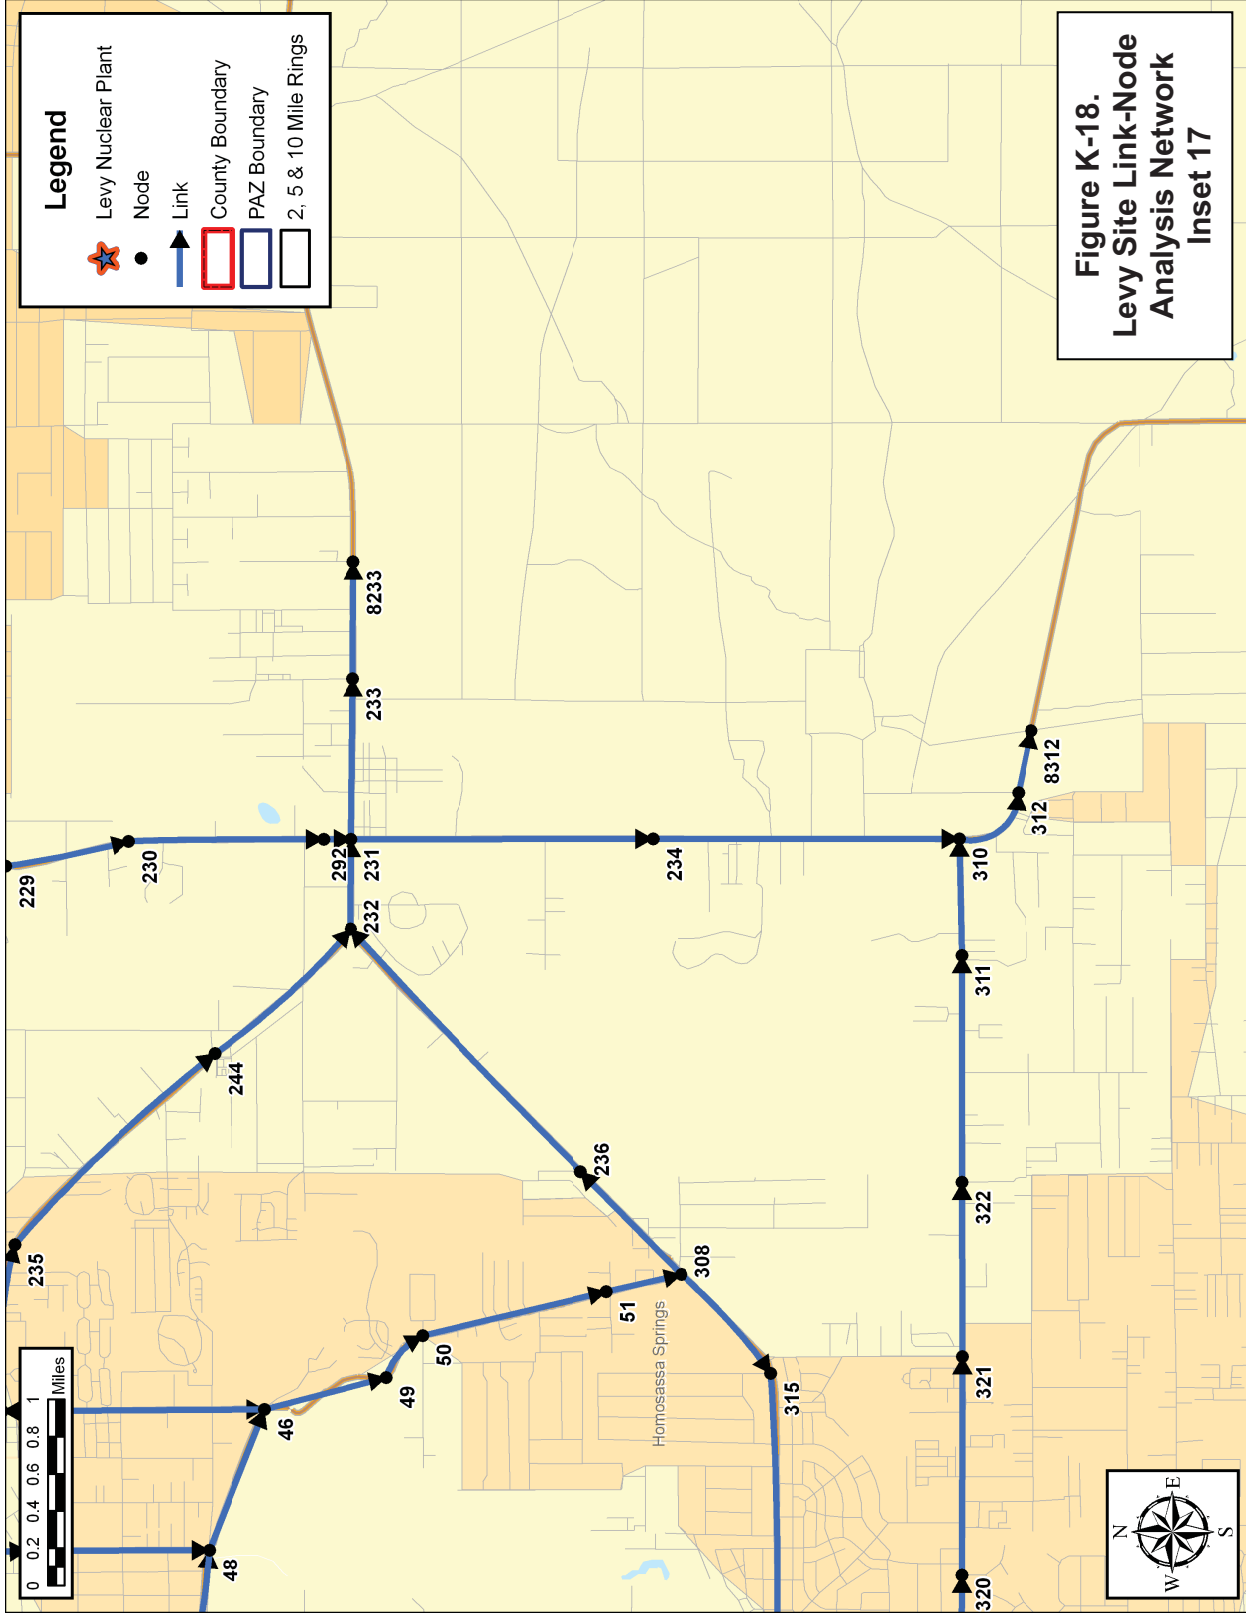 Legend
Levy Nuclear Plant
Node
Link
County Boundary
PAZ Boundary
2, 5 & 10 Mile Rings
0 0.2 0.4 0.6 0.8 1
Miles
48
46
49
50
51
Homosassa Springs
308
315
235
244
236
232
229
230
292
231
233
8233
234
320
321
322
311
310
312
8312
N
W
E
S
Figure K-18.
Levy Site Link-Node
Analysis Network
Inset 17